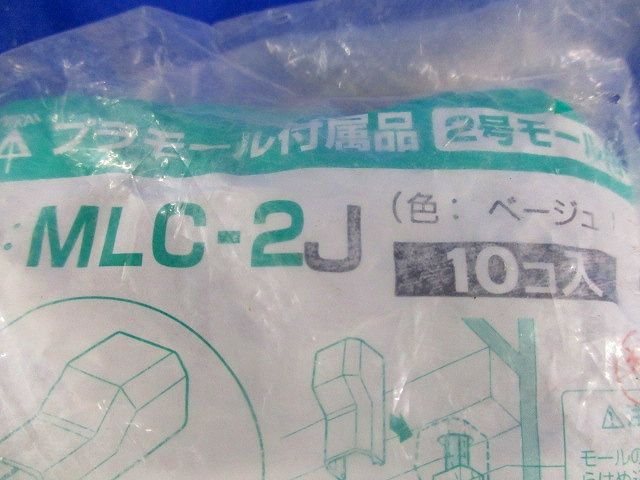 プラモール付属品 2号モール
MLC-2J
(色: ベージュ
10コ入
モールの